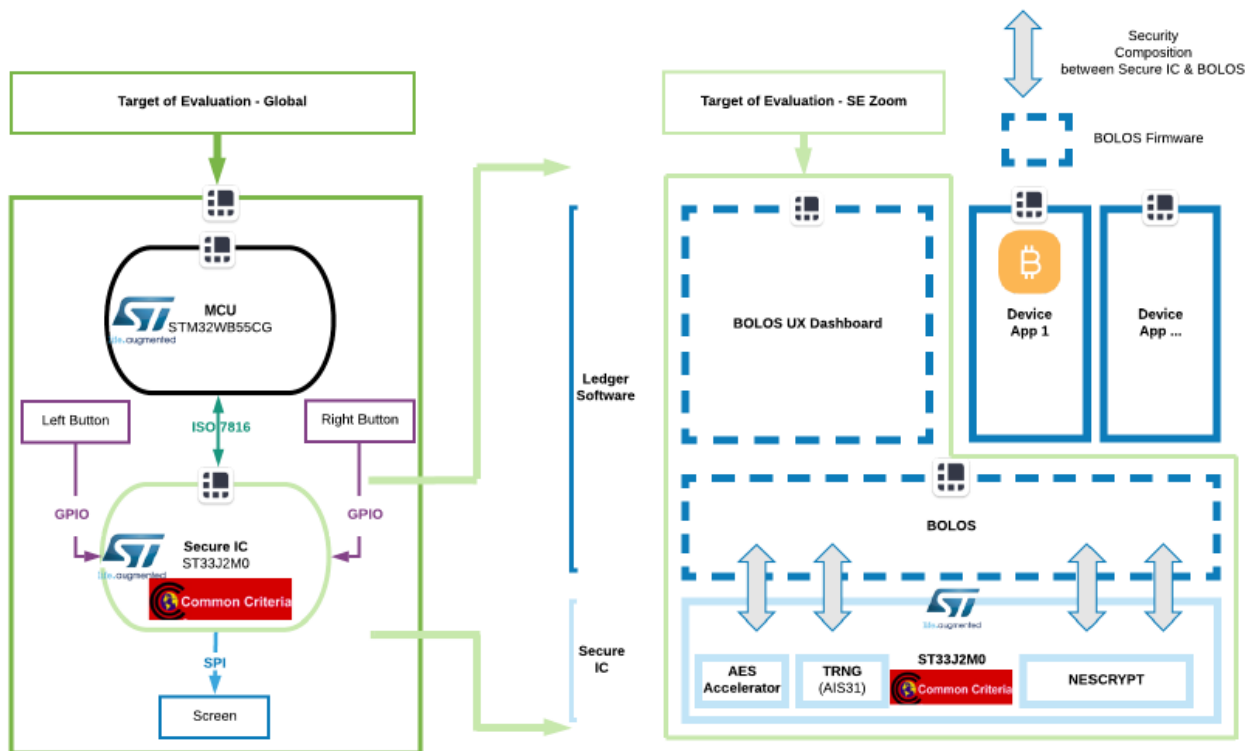 Security
Composition
between Secure IC & BOLOS
Target of Evaluation - Global
Target of Evaluation - SE Zoom
BOLOS Firmware
MCU
STM32WB55CG
ST
life.augmented
Left Button
Right Button
ISO 7816
GPIO
GPIO
Secure IC
ST33J2M0
ST
life.augmented
Common Criteria
SPI
Screen
Ledger
Software
Secure
IC
BOLOS UX Dashboard
Device
App 1
Device
App ...
BOLOS
ST
life.augmented
AES
Accelerator
TRNG
(AIS31)
ST33J2M0
Common Criteria
NESCRYPT